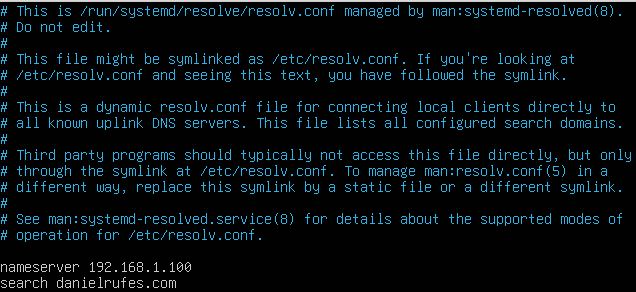 # This is /run/systemd/resolve/resolv.conf managed by man:systemd-resolved(8).
# Do not edit.
#
# This file might be symlinked as /etc/resolv.conf. If you're looking at
# /etc/resolv.conf and seeing this text, you have followed the symlink.
#
# This is a dynamic resolv.conf file for connecting local clients directly to
# all known uplink DNS servers. This file lists all configured search domains.
#
# Third party programs should typically not access this file directly, but only
# through the symlink at /etc/resolv.conf. To manage man:resolv.conf(5) in a
# different way, replace this symlink by a static file or a different symlink.
#
# See man:systemd-resolved.service(8) for details about the supported modes of
# operation for /etc/resolv.conf.

nameserver 192.168.1.100
search danielrufes.com